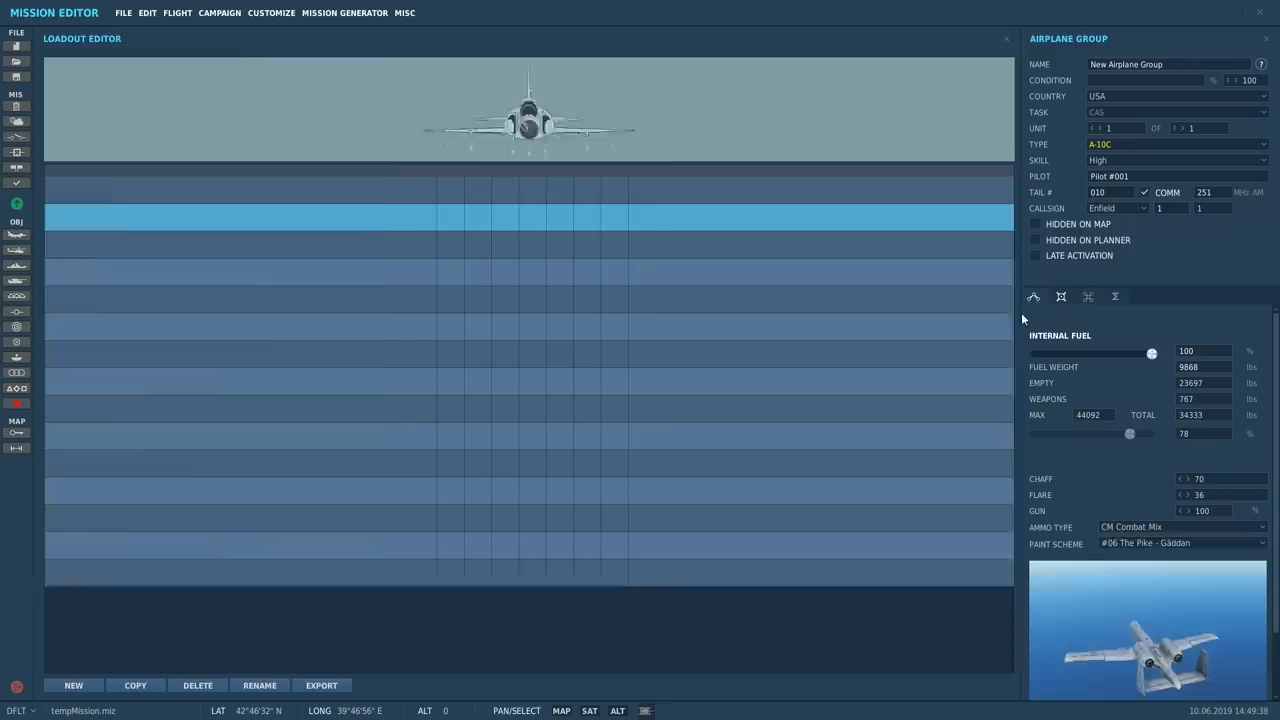 MISSION EDITOR FILE EDIT FLIGHT CAMPAIGN CUSTOMIZE MISSION GENERATOR MISC
FILE
LOADOUT EDITOR
AIRPLANE GROUP
NAME New Airplane Group ?
CONDITION % 100
COUNTRY USA
MIS
TASK CAS
UNIT 1 OF 1
TYPE A-10C
SKILL High
PILOT Pilot #001
TAIL # 010 COMM 251 MHz AM
CALLSIGN Enfield 1 1
OBJ
HIDDEN ON MAP
HIDDEN ON PLANNER
LATE ACTIVATION
INTERNAL FUEL
100 %
FUEL WEIGHT 9868 lbs
EMPTY 23697 lbs
WEAPONS 767 lbs
MAX 44092 TOTAL 34333 lbs
MAP
78 %
CHAFF 70
FLARE 36
GUN 100 %
AMMO TYPE CM Combat Mix
PAINT SCHEME #06 The Pike - Gäddan
NEW COPY DELETE RENAME EXPORT
DFLT tempMission.miz LAT 42°46'32" N LONG 39°46'56" E ALT 0 PAN/SELECT MAP SAT ALT 10.06.2019 14:49:38